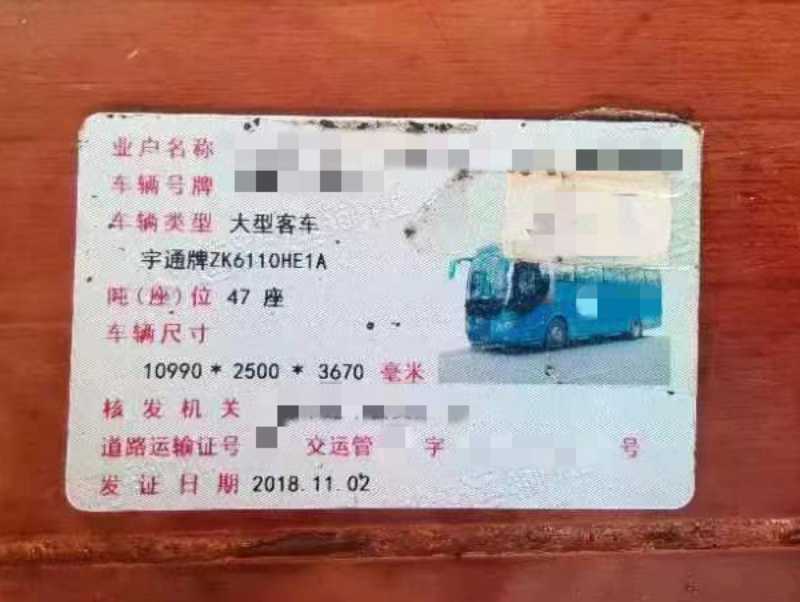 业户名称
车辆号牌
车辆类型 大型客车
宇通牌ZK6110HE1A
吨(座)位 47 座
车辆尺寸
10990 * 2500 * 3670 毫米
核发机关
道路运输证号 交运管 字 号
发证日期 2018.11.02